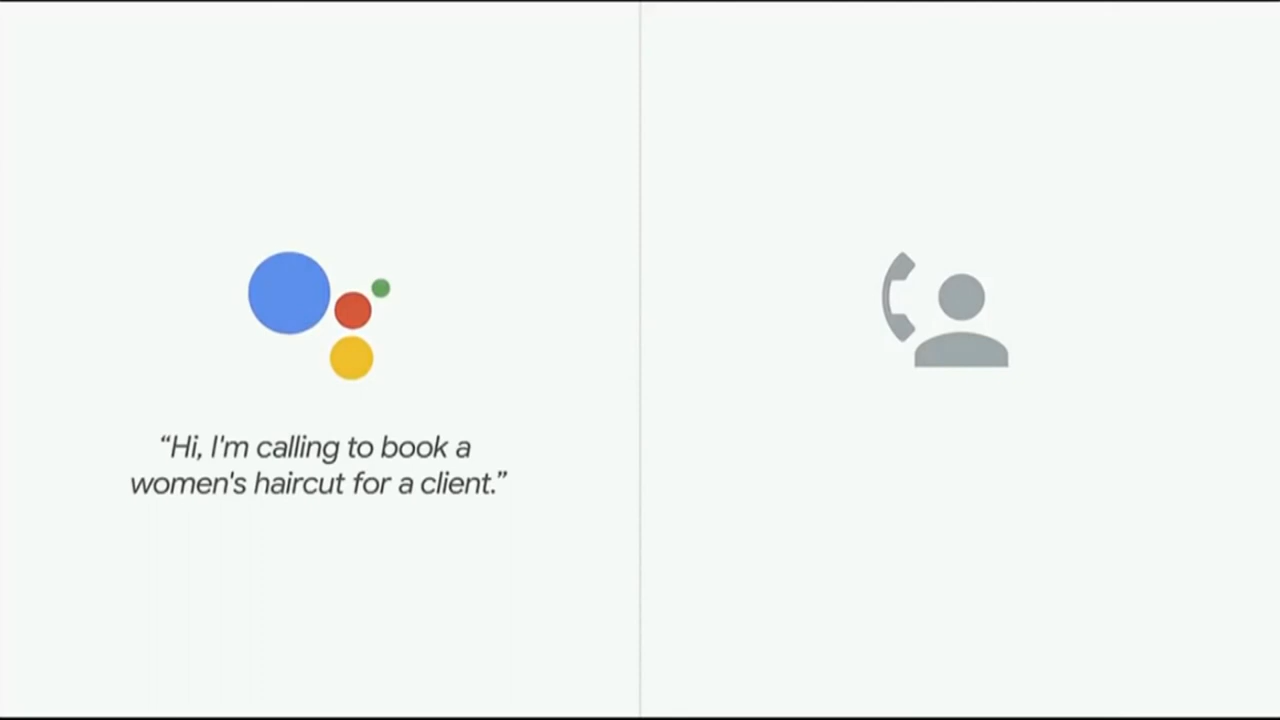 “Hi, I'm calling to book a
women's haircut for a client.”